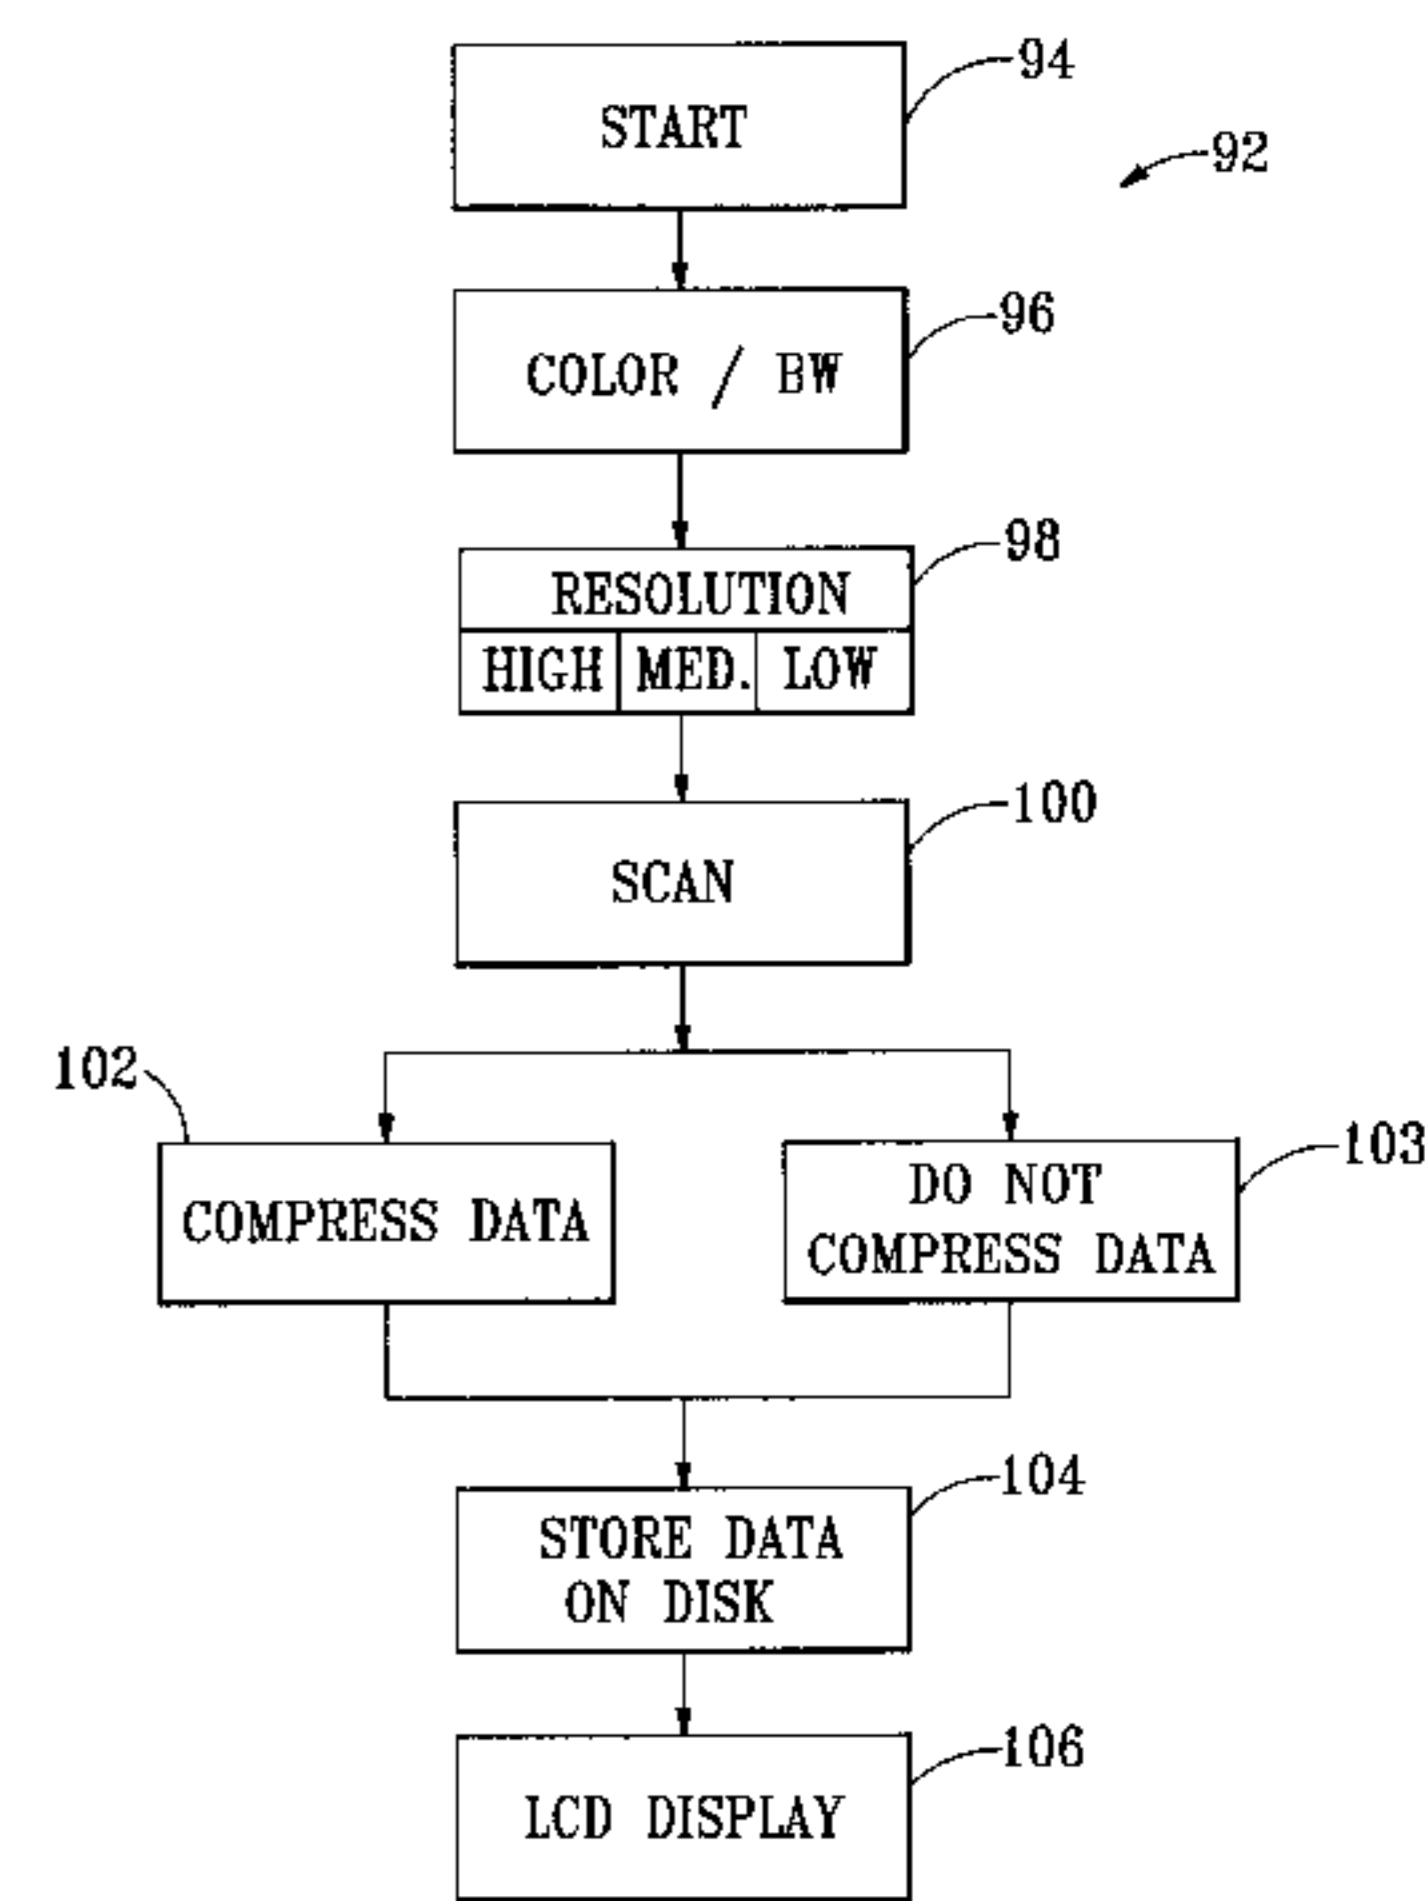 94
START
92
96
COLOR / BW
98
RESOLUTION
HIGH MED. LOW
100
SCAN
102
103
COMPRESS DATA
DO NOT
COMPRESS DATA
104
STORE DATA
ON DISK
106
LCD DISPLAY